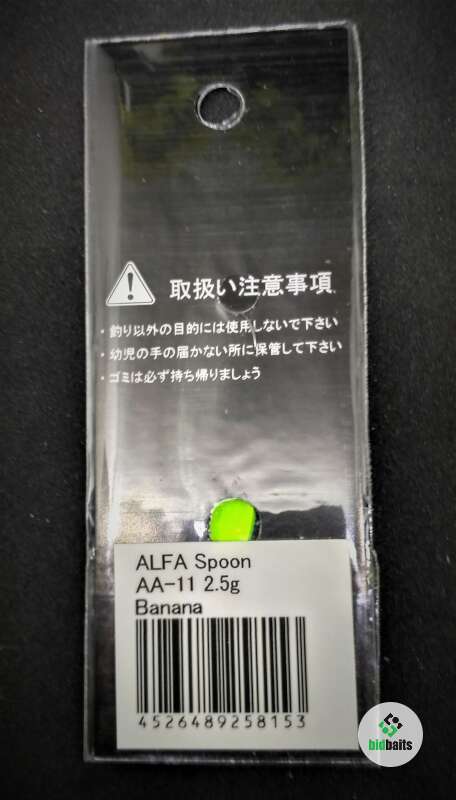 取扱い注意事項
・釣り以外の目的には使用しないで下さい
・幼児の手の届かない所に保管して下さい
・ゴミは必ず持ち帰りましょう
ALFA Spoon
AA-11 2.5g
Banana
4526489258153
bidbaits